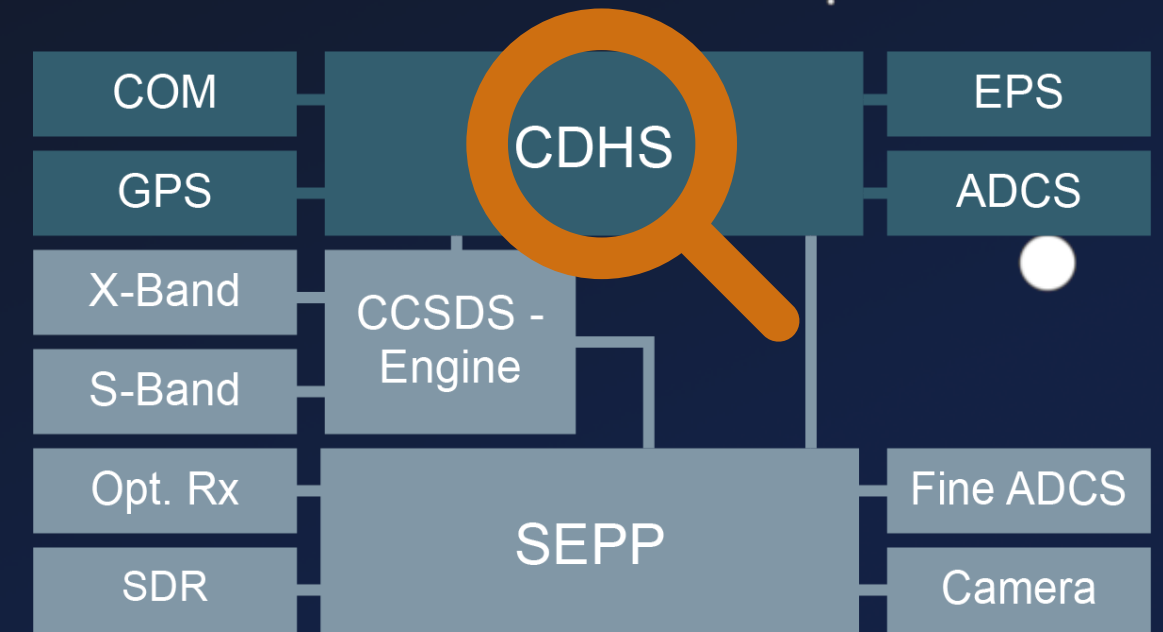 COM
CDHS
EPS
GPS
ADCS
X-Band
CCSDS -
Engine
S-Band
Opt. Rx
SEPP
Fine ADCS
SDR
Camera